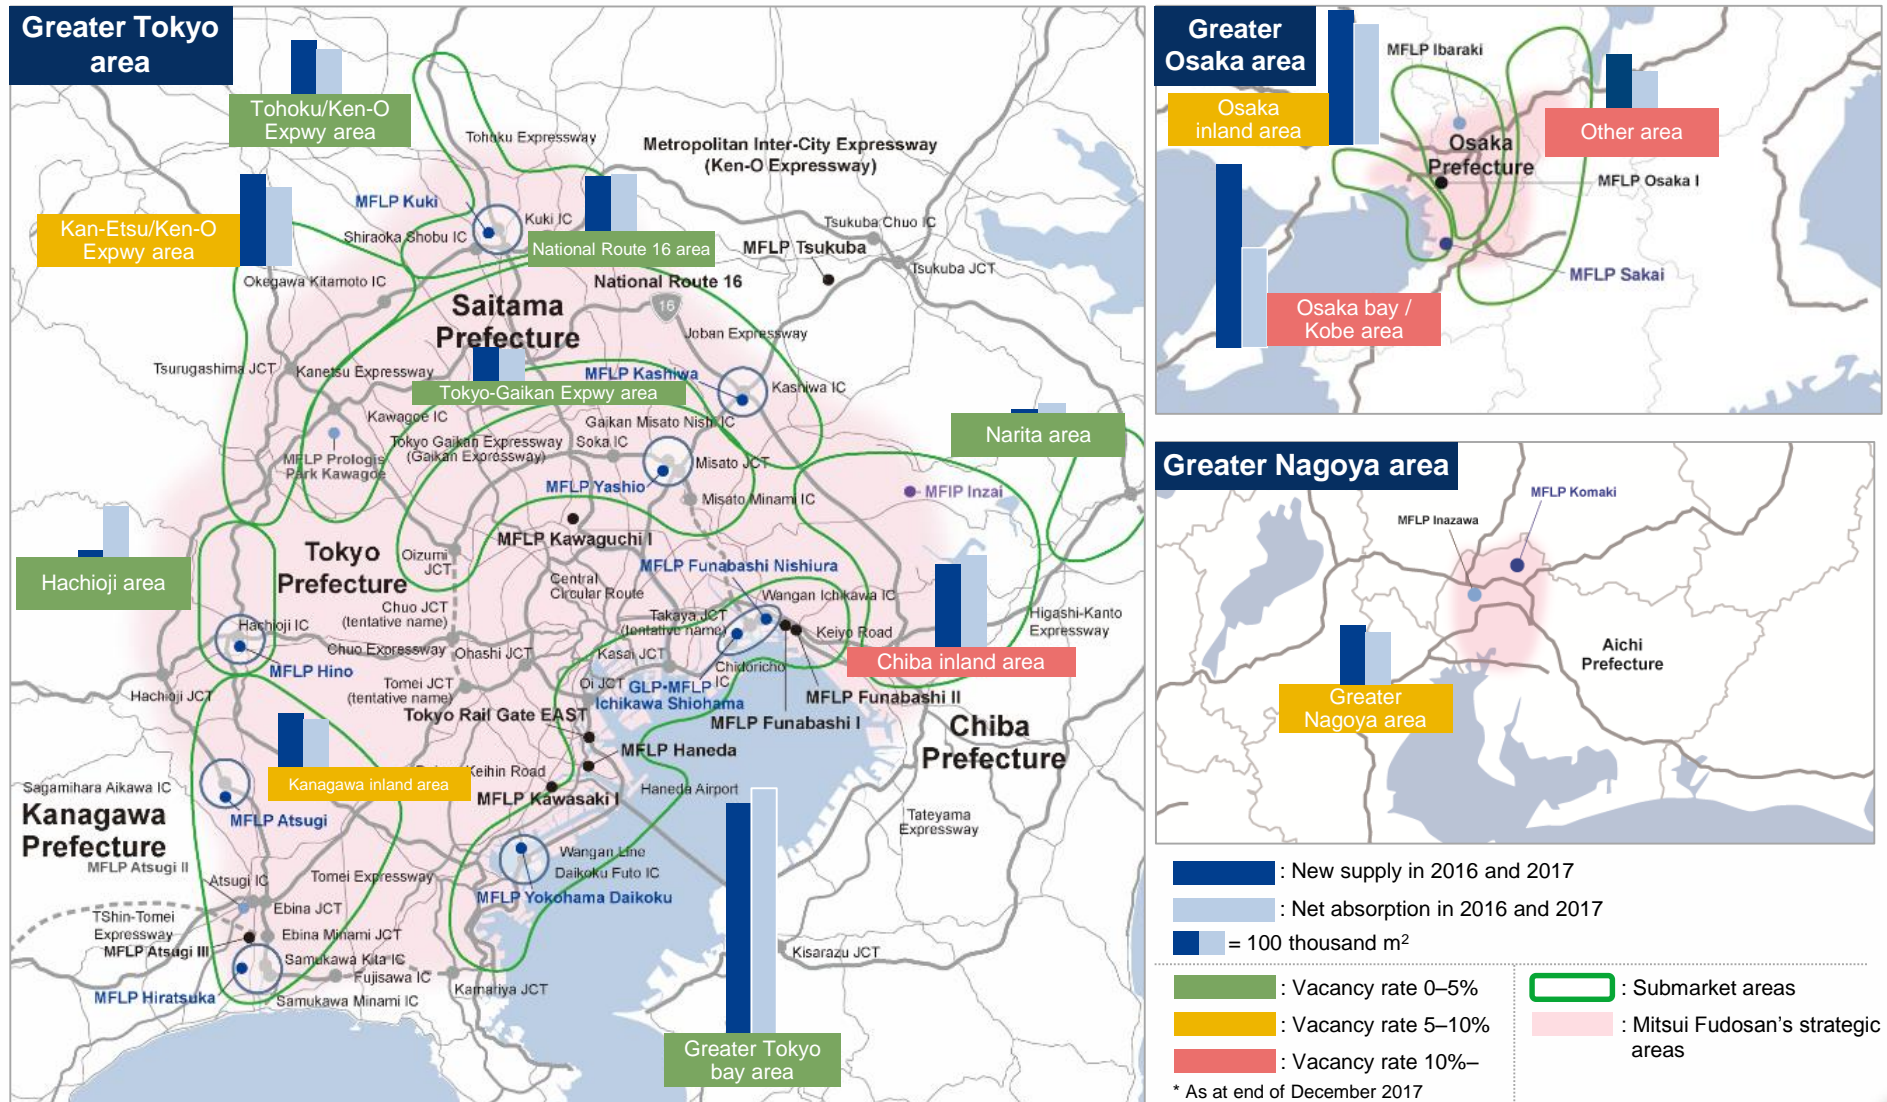 Greater Tokyo
area
Tohoku/Ken-O
Expwy area
Tohoku Expressway
Metropolitan Inter-City Expressway
(Ken-O Expressway)
Kan-Etsu/Ken-O
Expwy area
MFLP Kuki
Kuki IC
Shiraoka Shobu IC
National Route 16 area
Tsukuba Chuo IC
MFLP Tsukuba
Tsukuba JCT
Okegawa Kitamoto IC
National Route 16
16
Saitama
Prefecture
Joban Expressway
Tsurugashima JCT
Kanetsu Expressway
MFLP Kashiwa
Kashiwa IC
Tokyo-Gaikan Expwy area
Kawagoe IC
Gaikan Misato Nishi IC
Tokyo Gaikan Expressway
(Gaikan Expressway)
Soka IC
Narita area
MFLP Prologis
Park Kawagoe
Misato JCT
MFLP Yashio
Misato Minami IC
MFIP Inzai
MFLP Kawaguchi I
Hachioji area
Tokyo
Prefecture
Oizumi
JCT
Central
Circular Route
MFLP Funabashi Nishiura
Wangan Ichikawa IC
Chuo JCT
(tentative name)
Takaya JCT
(tentative name)
Keiyo Road
Higashi-Kanto
Expressway
Hachioji IC
Chuo Expressway
Ohashi JCT
Kasai JCT
Chidoricho
IC
Chiba inland area
MFLP Hino
Hachioji JCT
Tomei JCT
(tentative name)
Oi JCT
GLP•MFLP
Ichikawa Shiohama
MFLP Funabashi II
Tokyo Rail Gate EAST
MFLP Funabashi I
Chiba
Prefecture
MFLP Haneda
Kanagawa inland area
Keihin Road
Haneda Airport
Sagamihara Aikawa IC
MFLP Kawasaki I
Kanagawa
Prefecture
MFLP Atsugi
Tateyama
Expressway
MFLP Atsugi II
Wangan Line
Daikoku Futo IC
Atsugi IC
Tomei Expressway
MFLP Yokohama Daikoku
Ebina JCT
TShin-Tomei
Expressway
Ebina Minami JCT
MFLP Atsugi III
Samukawa Kita IC
Fujisawa IC
Kisarazu JCT
MFLP Hiratsuka
Samukawa Minami IC
Kamariya JCT
Greater Tokyo
bay area
Greater
Osaka area
MFLP Ibaraki
Osaka
inland area
Other area
Osaka
Prefecture
MFLP Osaka I
MFLP Sakai
Osaka bay /
Kobe area
Greater Nagoya area
MFLP Komaki
MFLP Inazawa
Aichi
Prefecture
Greater
Nagoya area
: New supply in 2016 and 2017
: Net absorption in 2016 and 2017
= 100 thousand m²
: Vacancy rate 0–5%
: Vacancy rate 5–10%
: Vacancy rate 10%–
* As at end of December 2017
: Submarket areas
: Mitsui Fudosan's strategic
areas